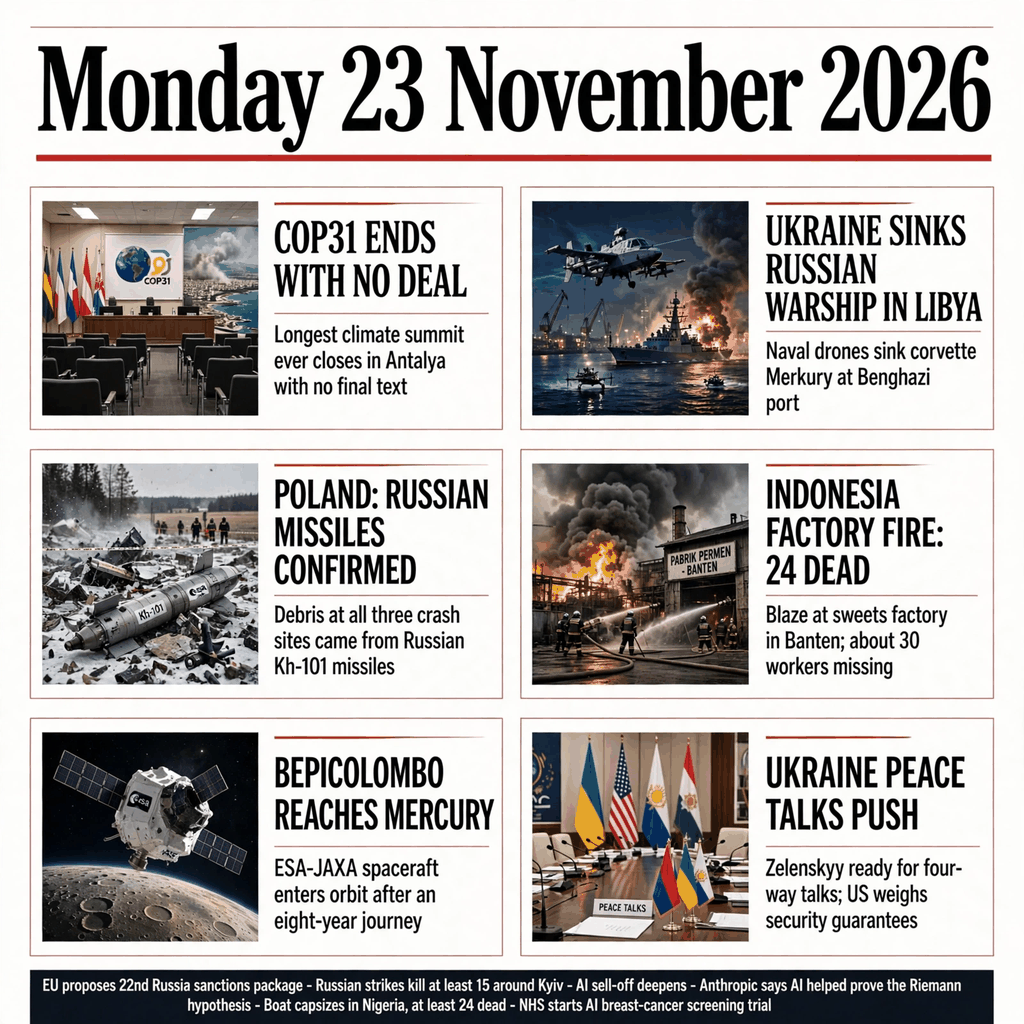 Monday 23 November 2026
COP31
COP31 ENDS
WITH NO DEAL
Longest climate summit
ever closes in Antalya
with no final text
UKRAINE SINKS
RUSSIAN
WARSHIP IN LIBYA
Naval drones sink corvette
Merkury at Benghazi
port
Kh-101
esa
POLAND: RUSSIAN
MISSILES
CONFIRMED
Debris at all three crash
sites came from Russian
Kh-101 missiles
PABRIK PERMEN
- BANTEN
INDONESIA
FACTORY FIRE:
24 DEAD
Blaze at sweets factory
in Banten; about 30
workers missing
esa
BEPICOLOMBO
REACHES MERCURY
ESA-JAXA spacecraft
enters orbit after an
eight-year journey
PEACE TALKS
UKRAINE PEACE
TALKS PUSH
Zelenskyy ready for four-
way talks; US weighs
security guarantees
EU proposes 22nd Russia sanctions package - Russian strikes kill at least 15 around Kyiv - AI sell-off deepens - Anthropic says AI helped prove the Riemann
hypothesis - Boat capsizes in Nigeria, at least 24 dead - NHS starts AI breast-cancer screening trial